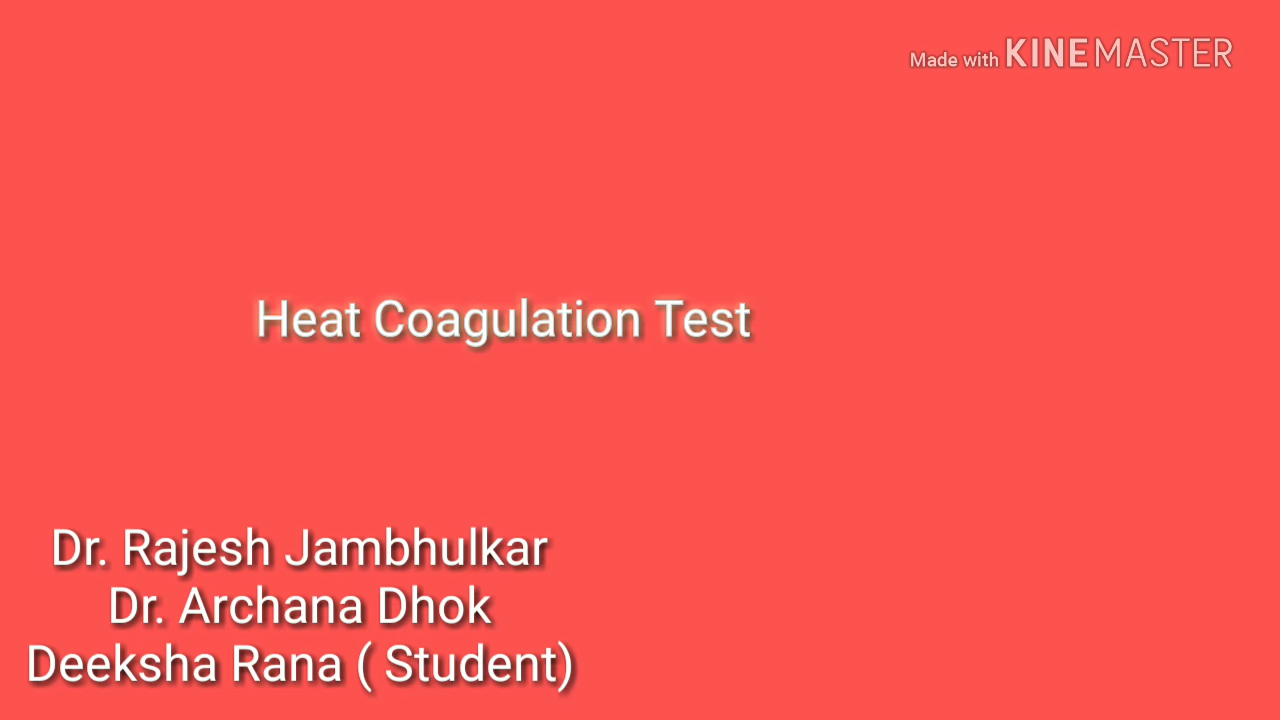 Made with KINEMASTER
Heat Coagulation Test
Dr. Rajesh Jambhulkar
Dr. Archana Dhok
Deeksha Rana ( Student)